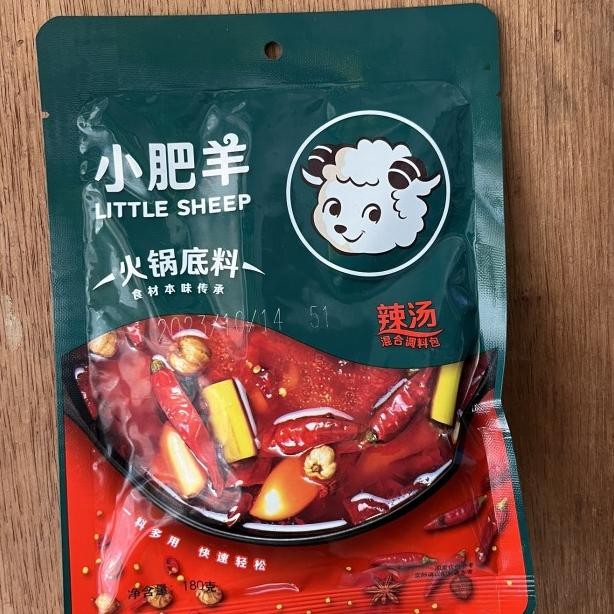 小肥羊
LITTLE SHEEP
火锅底料
食材本味传承
2023/10/14 51
辣汤
混合调料包
一料多用 快速轻松
净含量: 180克